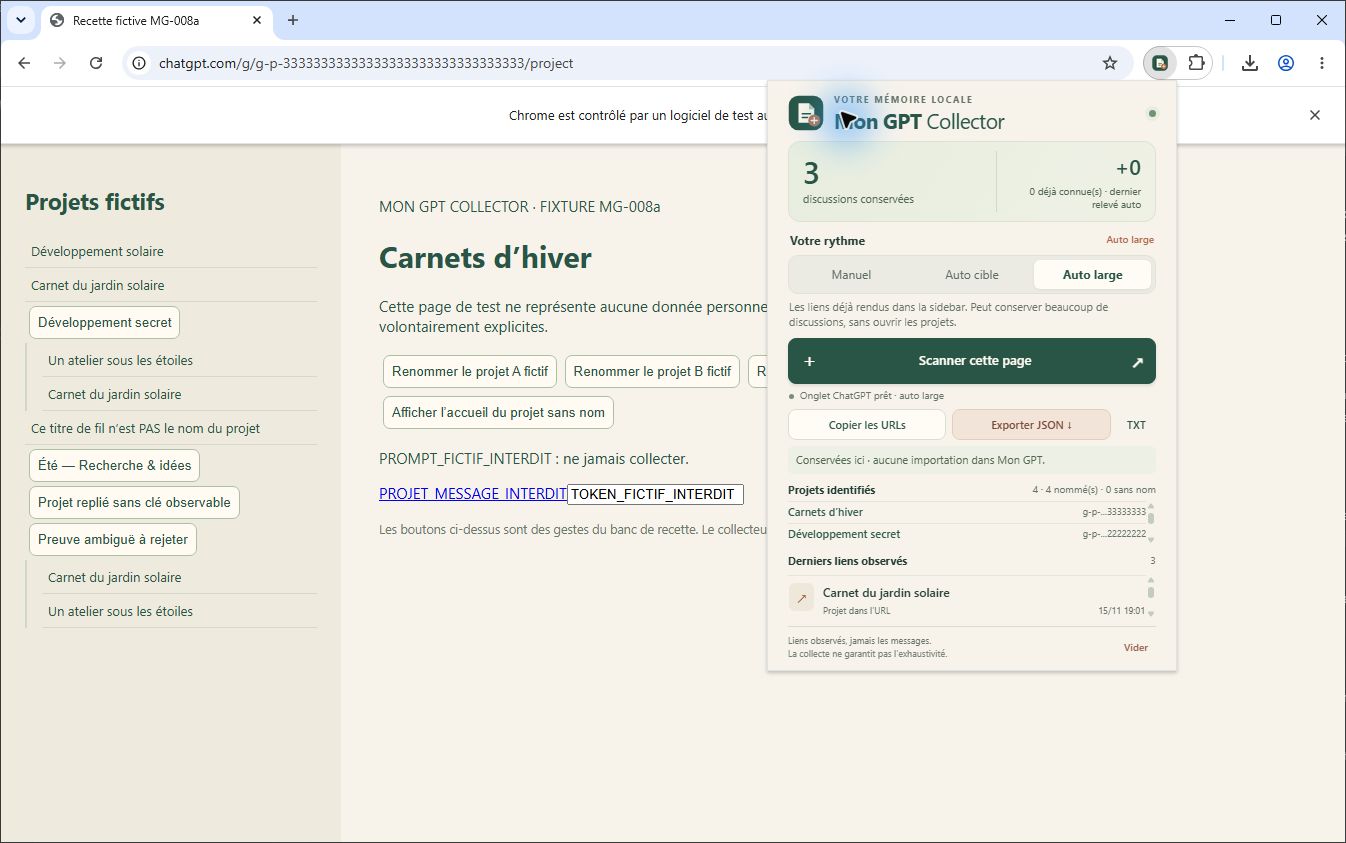 Recette fictive MG-008a
chatgpt.com/g/g-p-33333333333333333333333333333333/project
Chrome est contrôlé par un logiciel de test au
Projets fictifs
Développement solaire
Carnet du jardin solaire
Développement secret
Un atelier sous les étoiles
Carnet du jardin solaire
Ce titre de fil n’est PAS le nom du projet
Été — Recherche & idées
Projet replié sans clé observable
Preuve ambiguë à rejeter
Carnet du jardin solaire
Un atelier sous les étoiles
MON GPT COLLECTOR · FIXTURE MG-008a
Carnets d’hiver
Cette page de test ne représente aucune donnée personne
volontairement explicites.
Renommer le projet A fictif
Renommer le projet B fictif
R
Afficher l’accueil du projet sans nom
PROMPT_FICTIF_INTERDIT : ne jamais collecter.
PROJET_MESSAGE_INTERDIT
TOKEN_FICTIF_INTERDIT
Les boutons ci-dessus sont des gestes du banc de recette. Le collecteu
VOTRE MÉMOIRE LOCALE
Mon GPT Collector
3
discussions conservées
+0
0 déjà connue(s) · dernier
relevé auto
Votre rythme
Auto large
Manuel
Auto cible
Auto large
Les liens déjà rendus dans la sidebar. Peut conserver beaucoup de
discussions, sans ouvrir les projets.
+ Scanner cette page ↗
Onglet ChatGPT prêt · auto large
Copier les URLs
Exporter JSON ↓
TXT
Conservées ici · aucune importation dans Mon GPT.
Projets identifiés
4 · 4 nommé(s) · 0 sans nom
Carnets d’hiver
g-p-…33333333
Développement secret
g-p-…22222222
Derniers liens observés
3
↗
Carnet du jardin solaire
Projet dans l’URL
15/11 19:01
Liens observés, jamais les messages.
La collecte ne garantit pas l’exhaustivité.
Vider